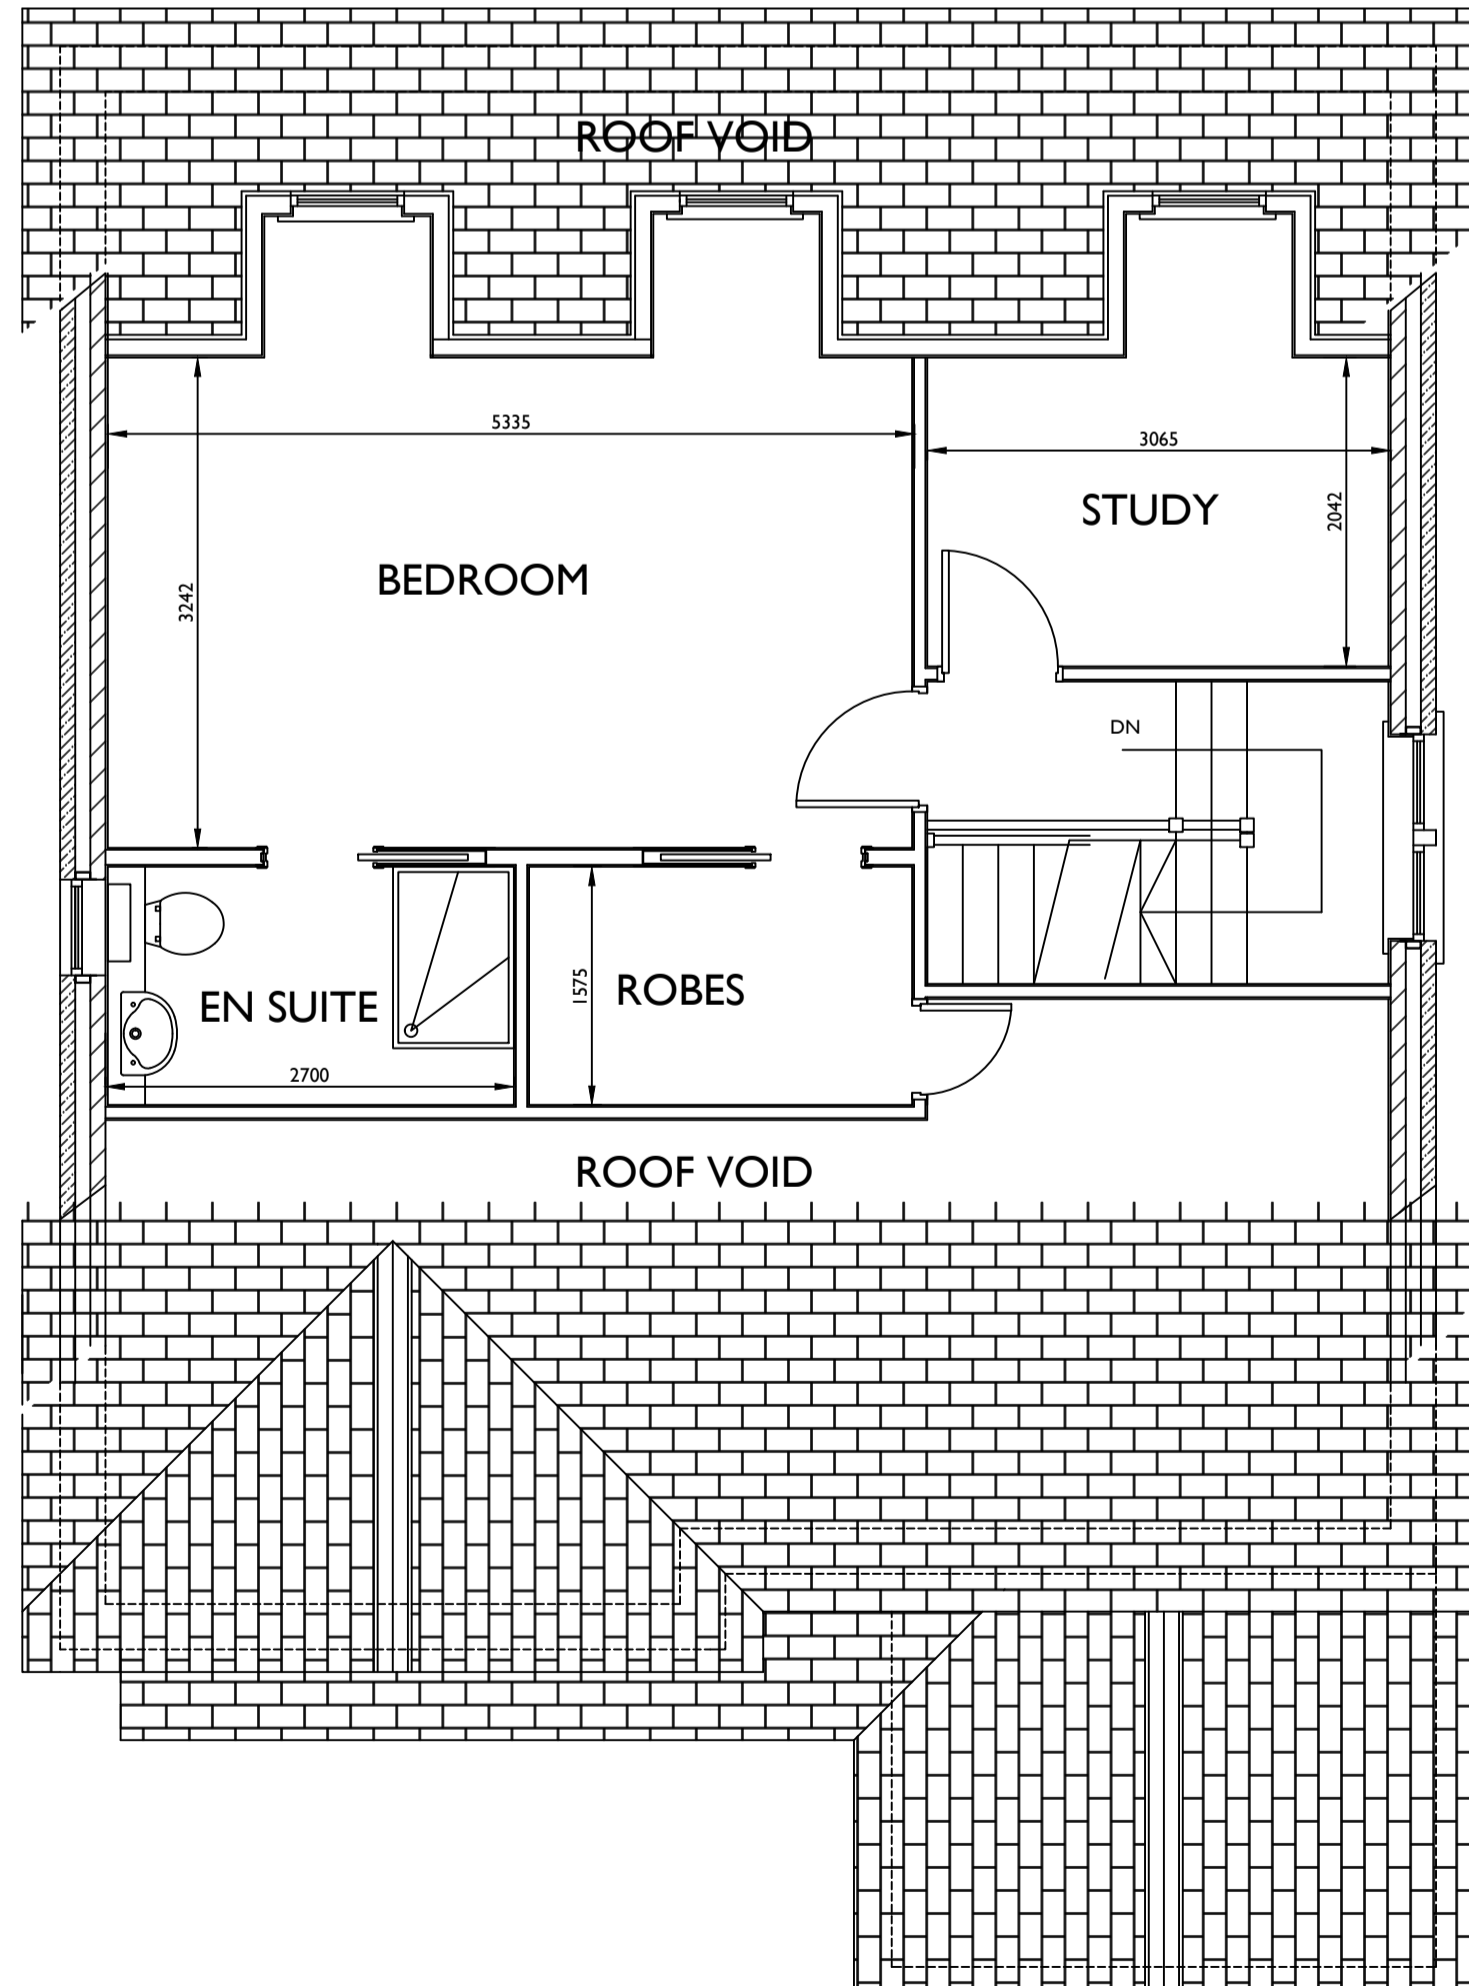 ROOF VOID
5335
3065
STUDY
2042
BEDROOM
3242
DN
1575
ROBES
EN SUITE
2700
ROOF VOID